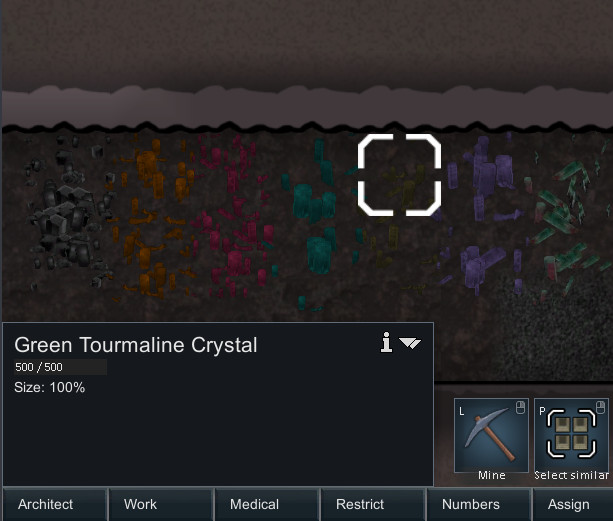 Green Tourmaline Crystal
500 / 500
Size: 100%
L
P
Mine
Select similar
Architect
Work
Medical
Restrict
Numbers
Assign